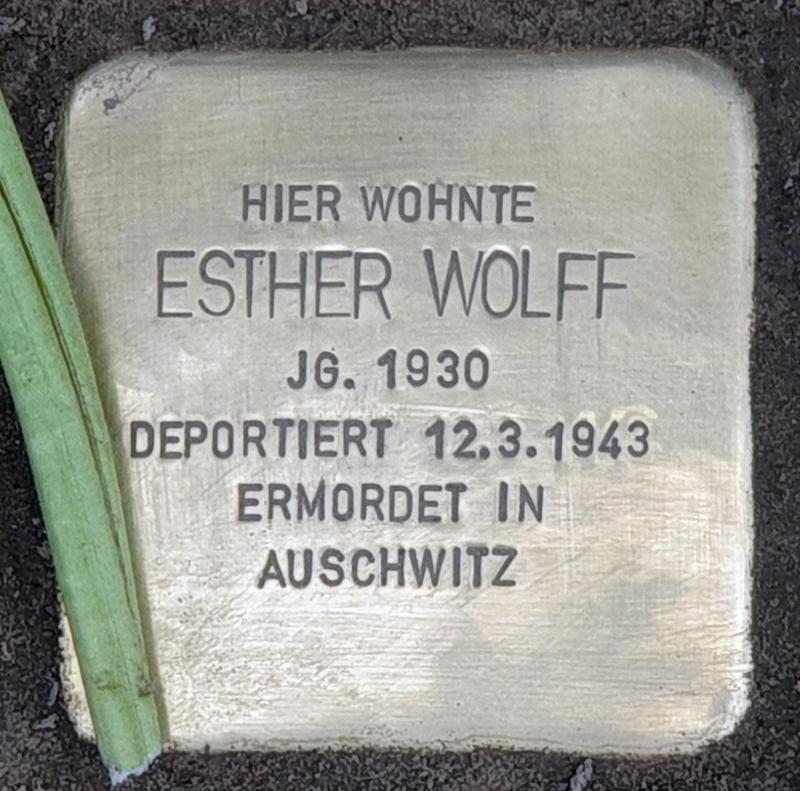 HIER WOHNTE
ESTHER WOLFF
JG. 1930
DEPORTIERT 12.3.1943
ERMORDET IN
AUSCHWITZ